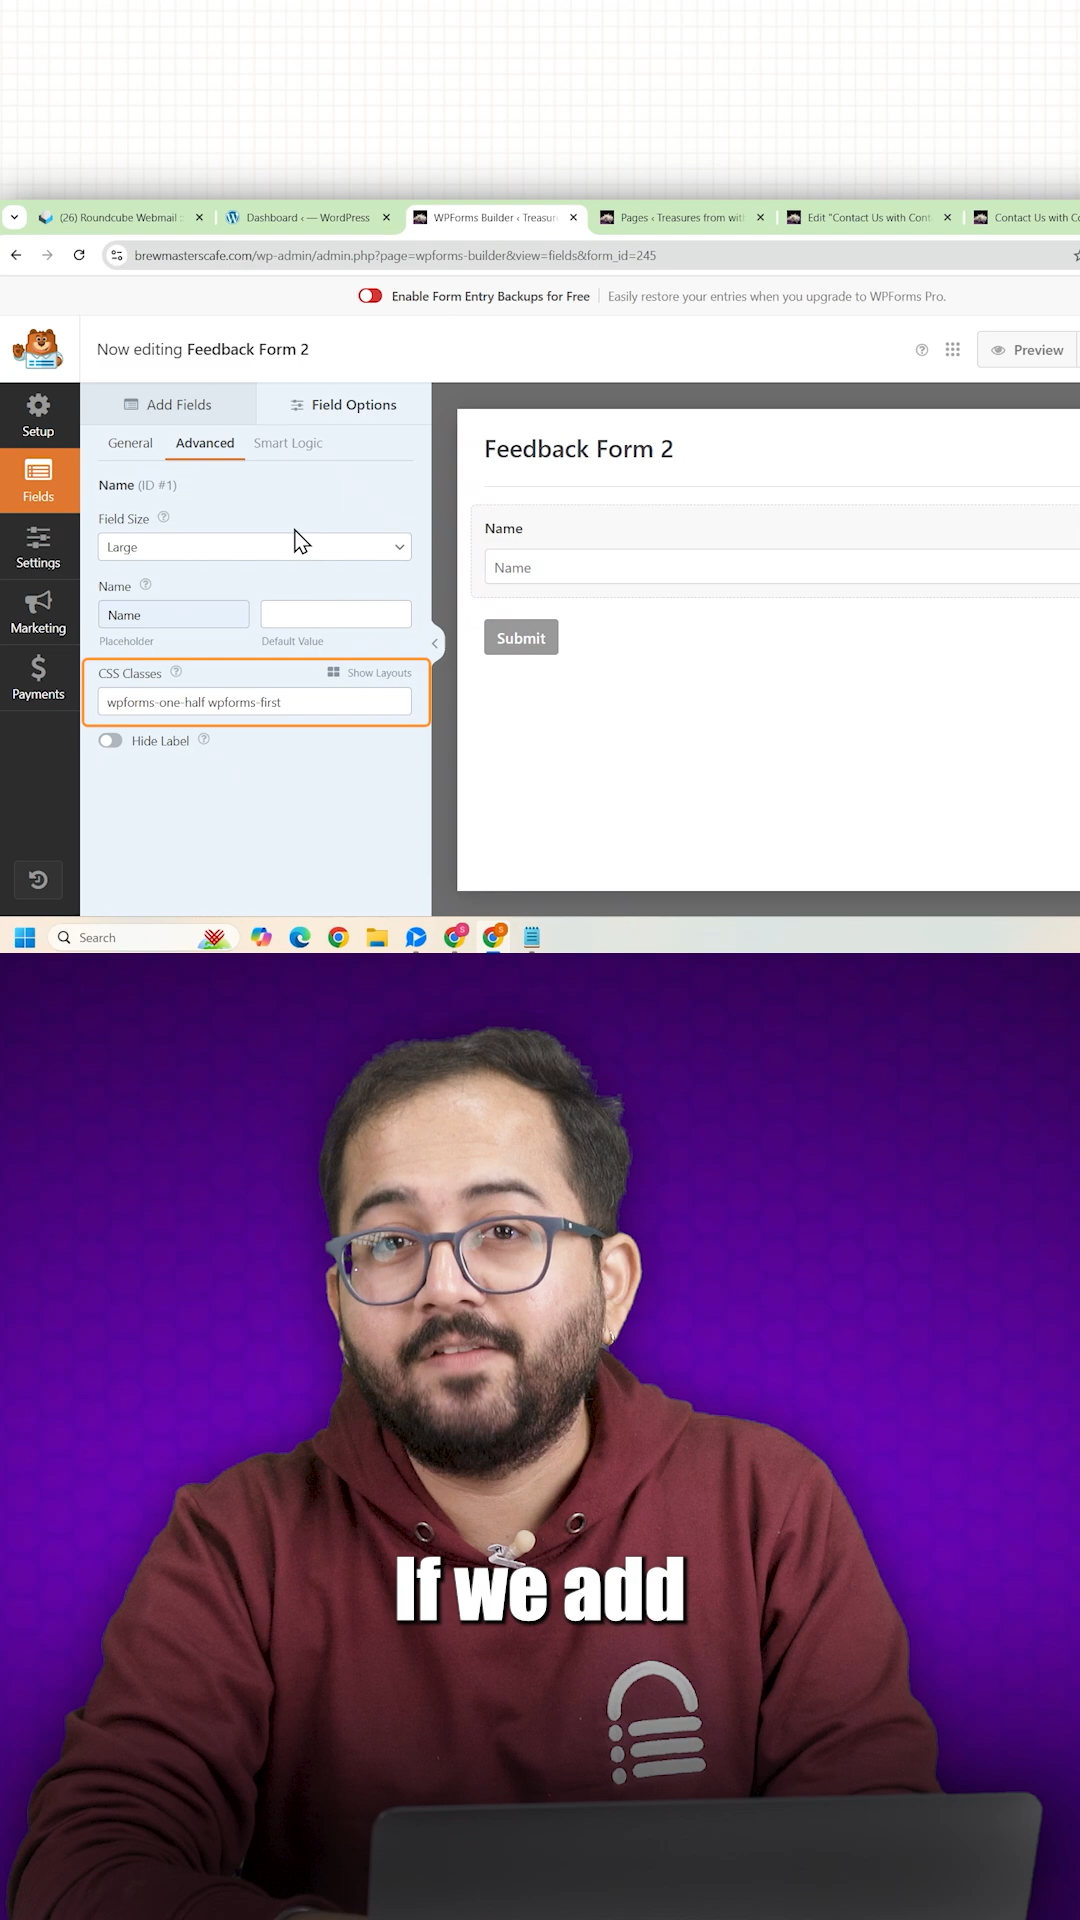 (26) Roundcube Webmail ::
Dashboard ‹ — WordPress
WPForms Builder ‹ Treasure
Pages ‹ Treasures from with
Edit "Contact Us with Cont
Contact Us with Co
brewmasterscafe.com/wp-admin/admin.php?page=wpforms-builder&view=fields&form_id=245
Enable Form Entry Backups for Free
Easily restore your entries when you upgrade to WPForms Pro.
Now editing Feedback Form 2
Preview
Setup
Fields
Settings
Marketing
Payments
Add Fields
Field Options
General
Advanced
Smart Logic
Name (ID #1)
Field Size
Large
Name
Name
Placeholder
Default Value
CSS Classes
Show Layouts
wpforms-one-half wpforms-first
Hide Label
Feedback Form 2
Name
Name
Submit
Search
If we add